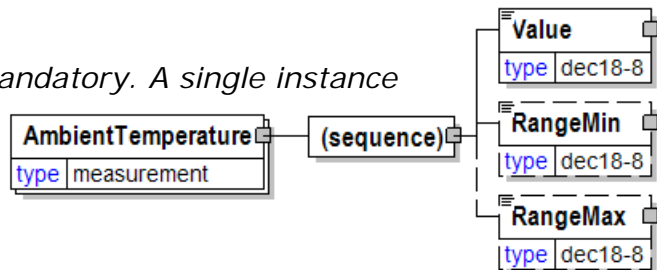 Value
type dec18-8
andatory. A single instance
AmbientTemperature
type measurement
(sequence)
RangeMin
type dec18-8
RangeMax
type dec18-8